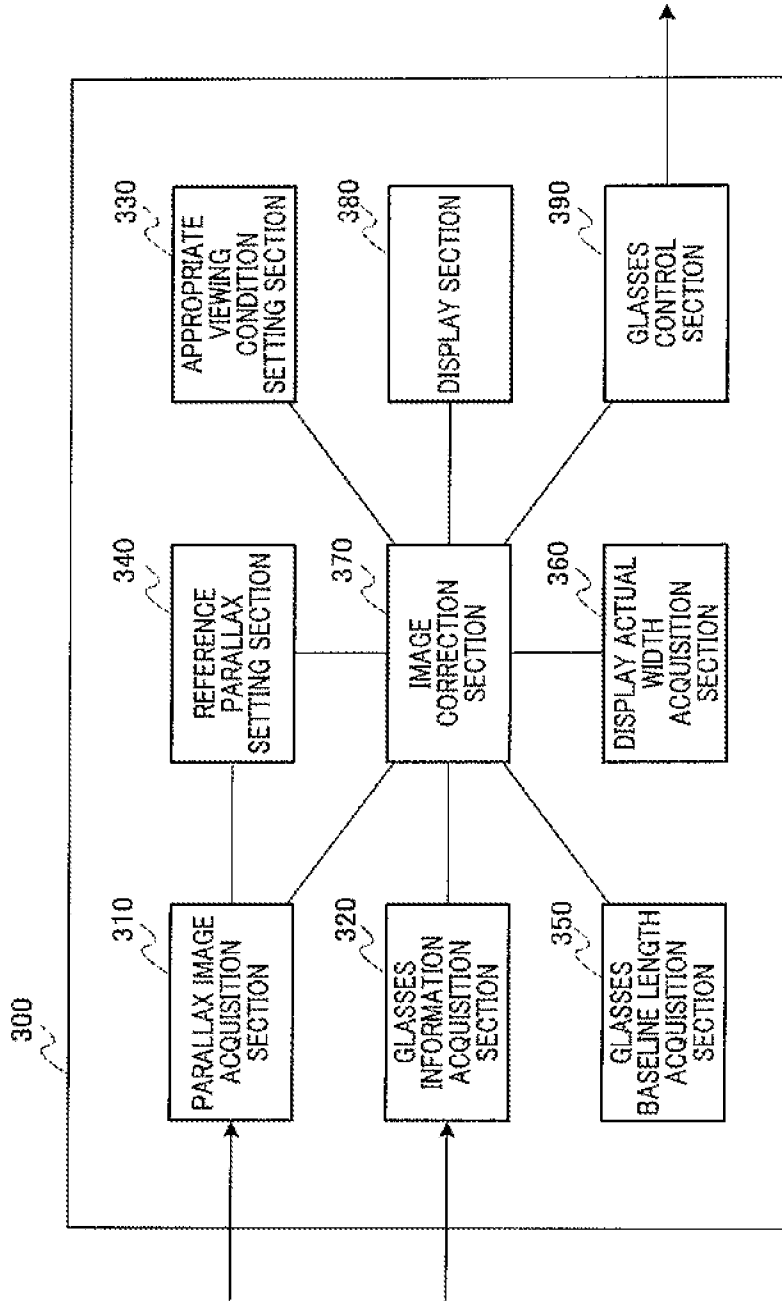 300
310
PARALLAX IMAGE
ACQUISITION
SECTION
340
REFERENCE
PARALLAX
SETTING SECTION
330
APPROPRIATE
VIEWING
CONDITION
SETTING SECTION
320
GLASSES
INFORMATION
ACQUISITION
SECTION
370
IMAGE
CORRECTION
SECTION
380
DISPLAY SECTION
350
GLASSES
BASELINE LENGTH
ACQUISITION
SECTION
360
DISPLAY ACTUAL
WIDTH
ACQUISITION
SECTION
390
GLASSES
CONTROL
SECTION